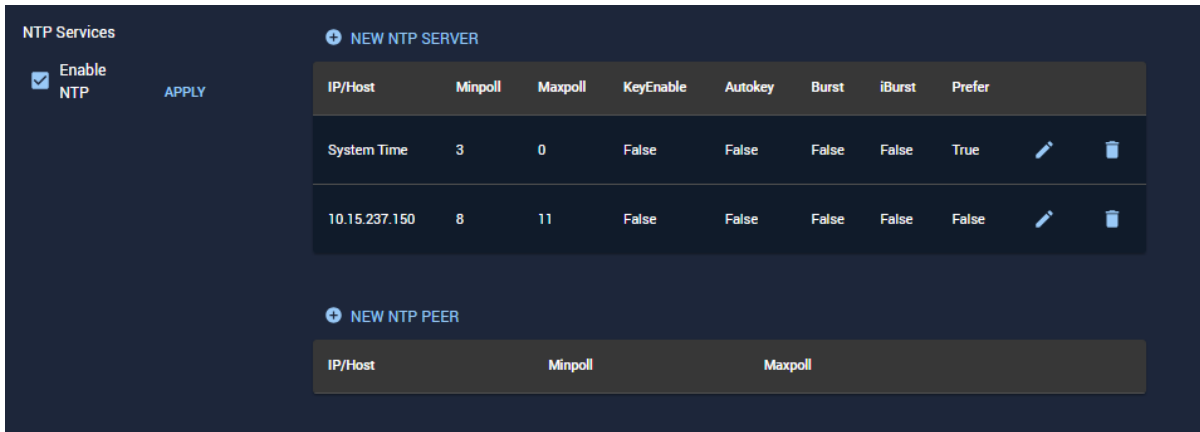 NTP Services
Enable
NTP
APPLY
NEW NTP SERVER
IP/Host Minpoll Maxpoll KeyEnable Autokey Burst iBurst Prefer
System Time 3 0 False False False False True
10.15.237.150 8 11 False False False False False
NEW NTP PEER
IP/Host Minpoll Maxpoll